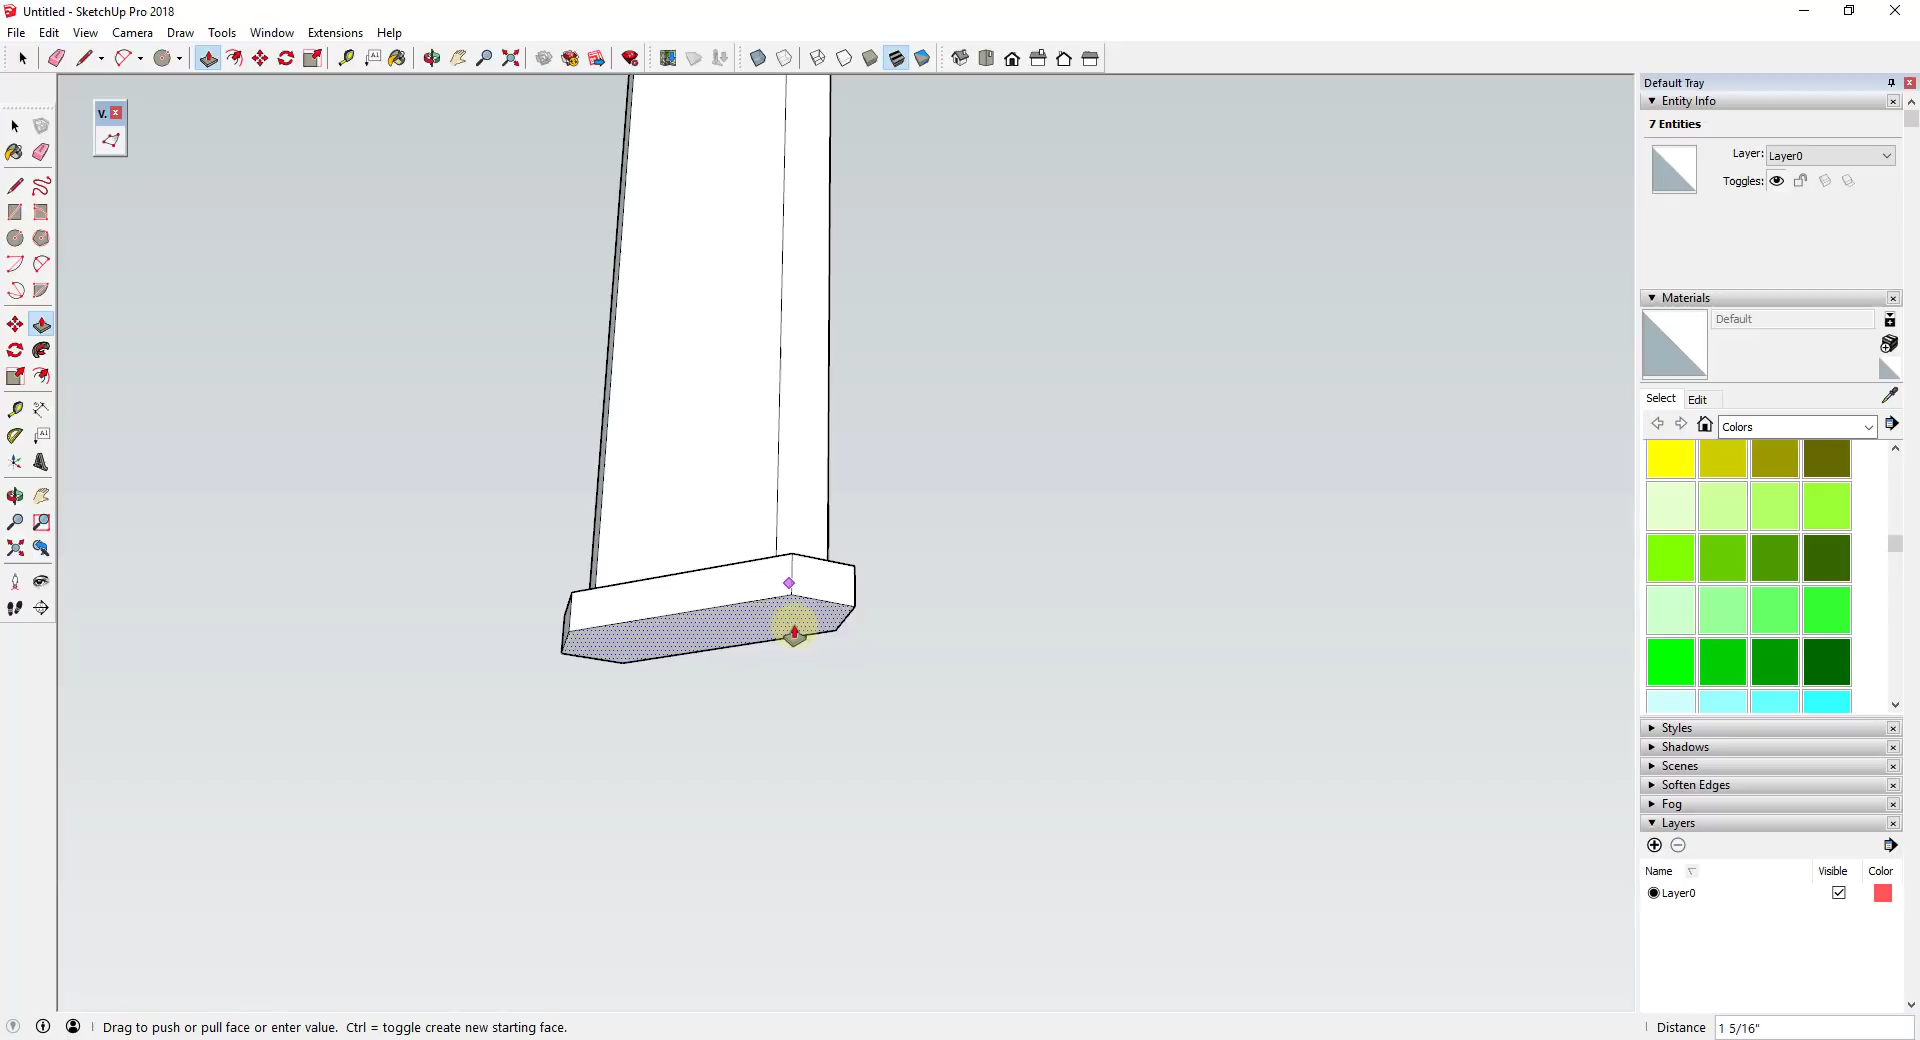 Untitled - SketchUp Pro 2018
File Edit View Camera Draw Tools Window Extensions Help
V.
Default Tray
Entity Info
7 Entities
Layer: Layer0
Toggles:
Materials
Default
Select Edit
Colors
Styles
Shadows
Scenes
Soften Edges
Fog
Layers
Name Visible Color
Layer0
Drag to push or pull face or enter value. Ctrl = toggle create new starting face.
Distance 1 5/16"